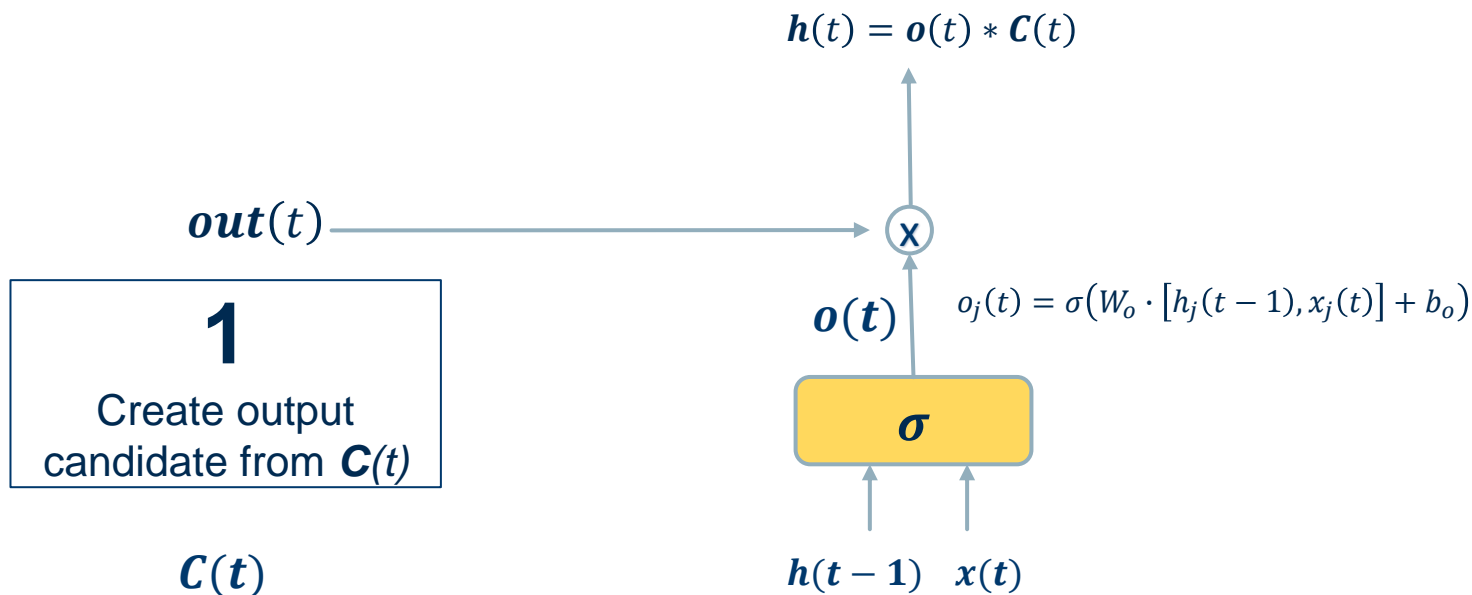 h(t) = o(t) * C(t)
out(t)
x
1
Create output
candidate from C(t)
o(t)
oⱼ(t) = σ(Wₒ · [hⱼ(t − 1), xⱼ(t)] + bₒ)
σ
C(t)
h(t − 1) x(t)